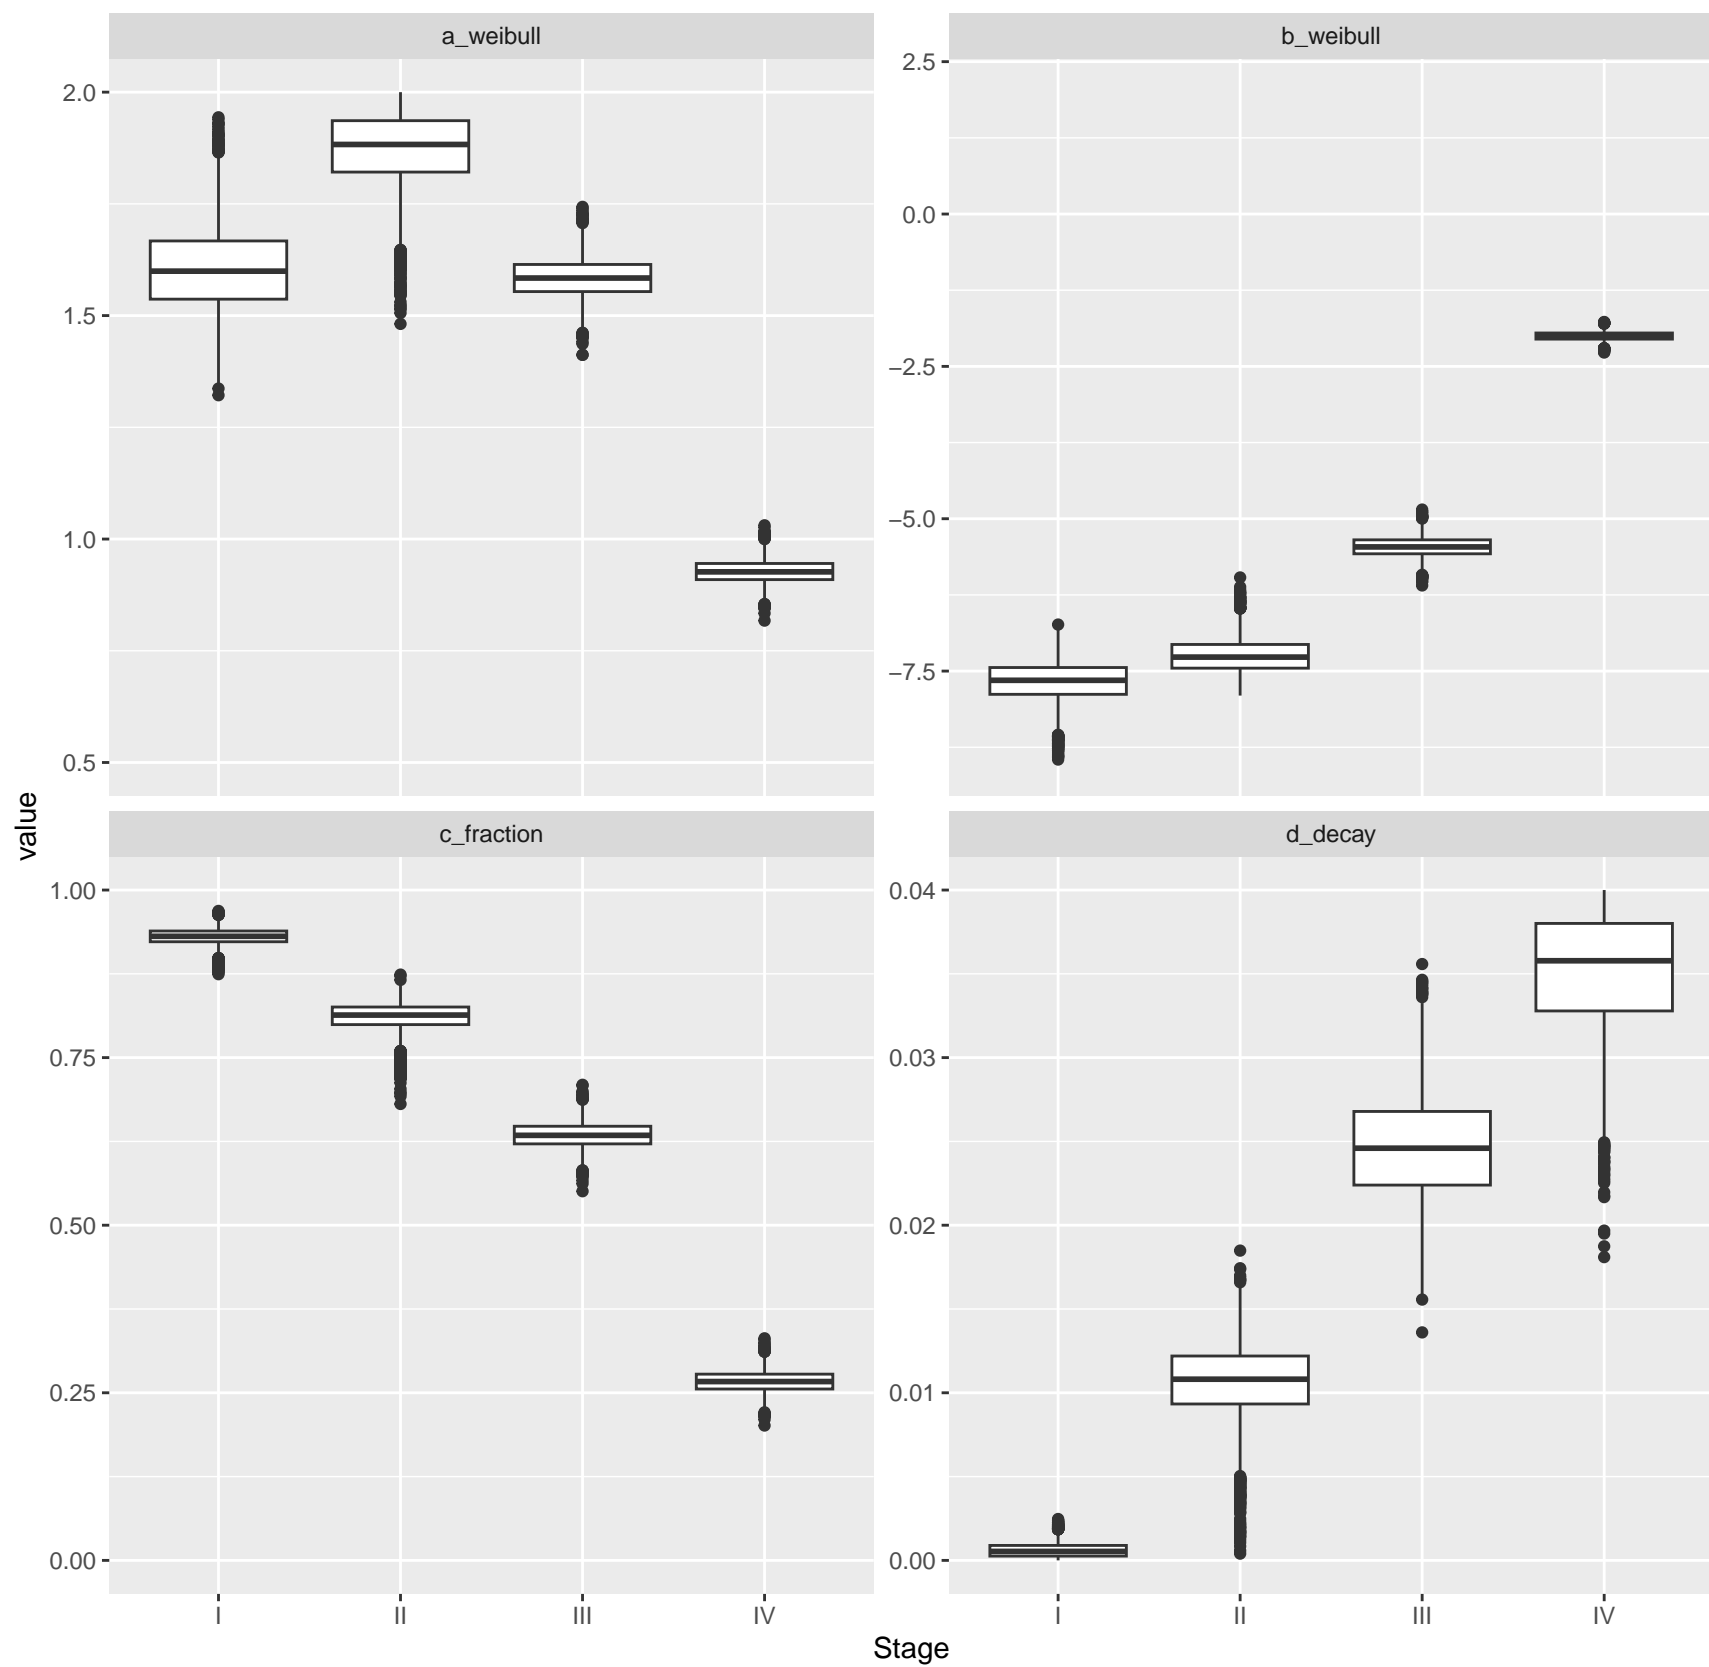 a_weibull
b_weibull
2.0
1.5
1.0
0.5
2.5
0.0
−2.5
−5.0
−7.5
value
c_fraction
d_decay
1.00
0.75
0.50
0.25
0.00
0.04
0.03
0.02
0.01
0.00
I II III IV
I II III IV
Stage